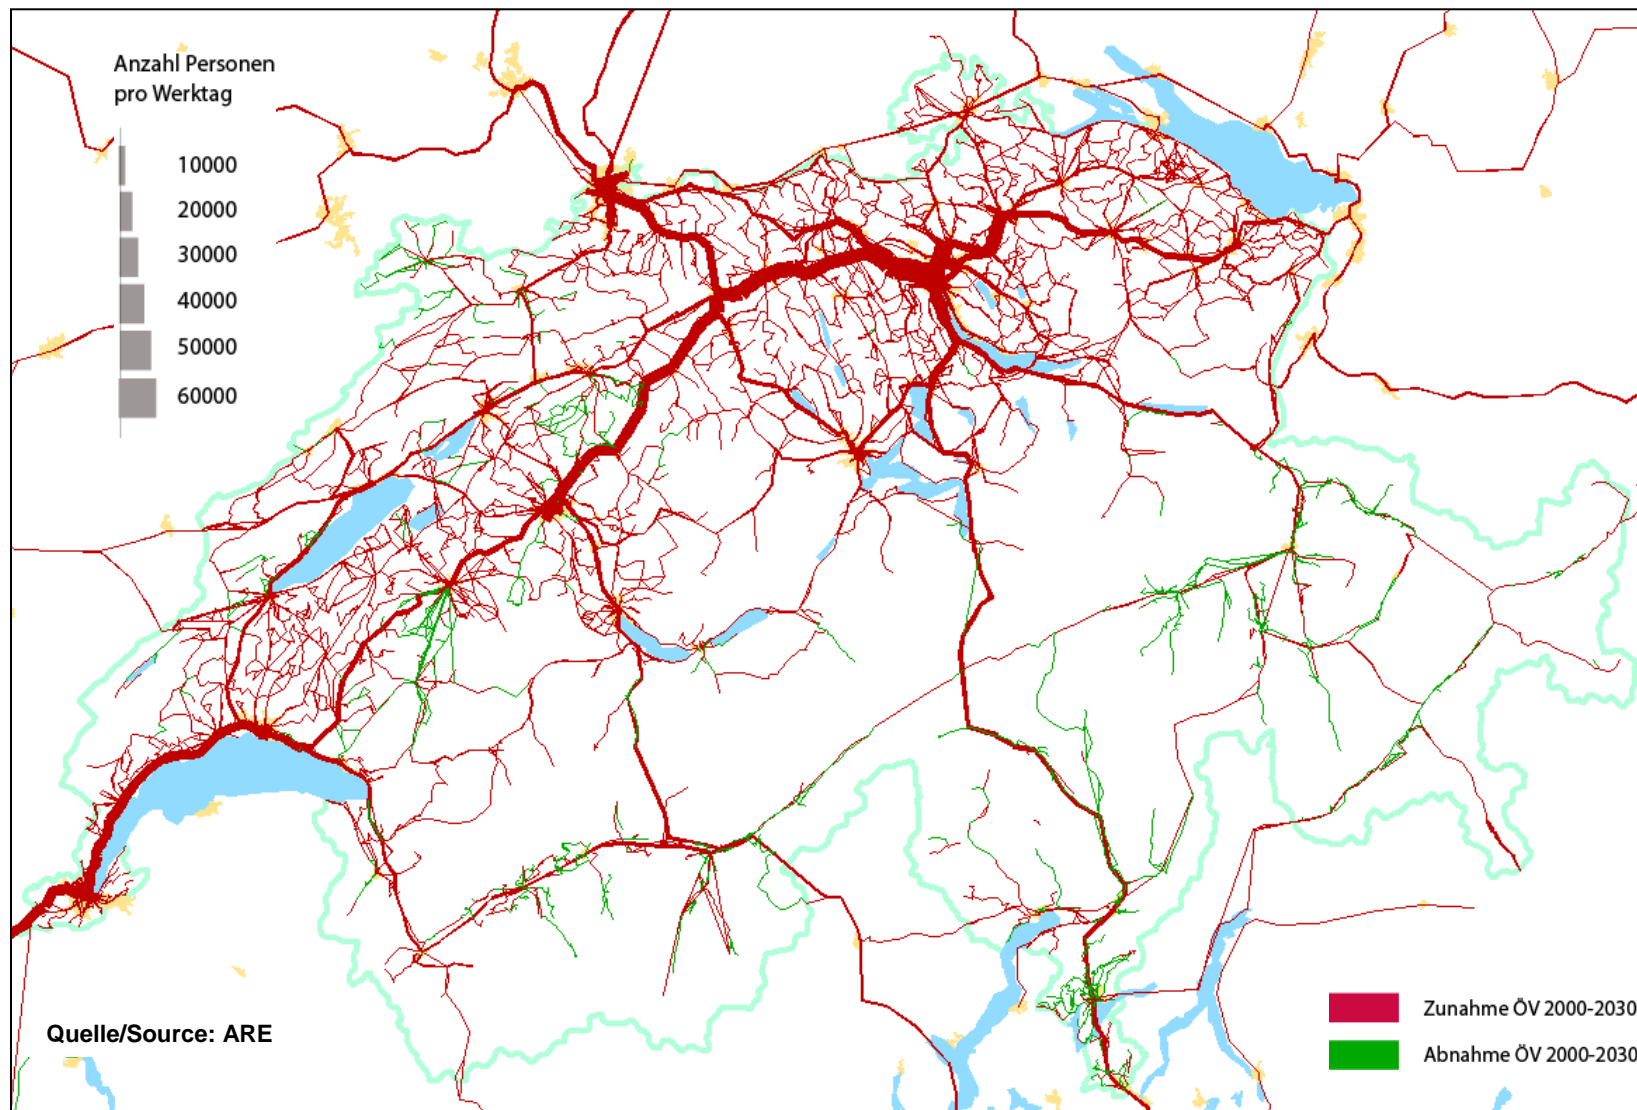 Anzahl Personen
pro Werktag
10000
20000
30000
40000
50000
60000
Quelle/Source: ARE
Zunahme ÖV 2000-2030
Abnahme ÖV 2000-2030